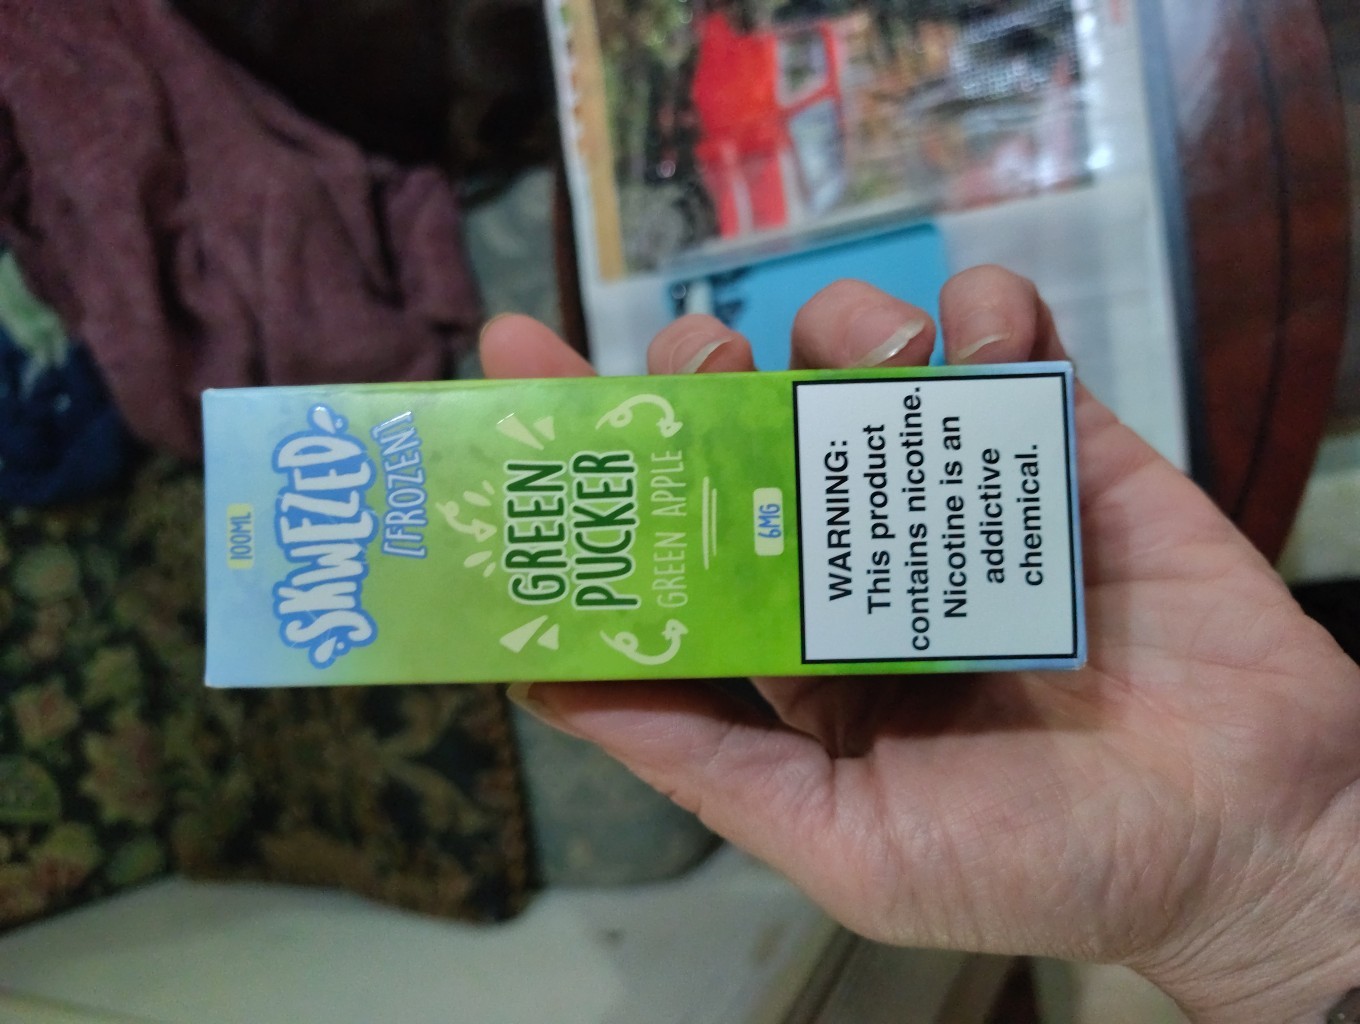 100ML
SKWEZED
[FROZEN]
GREEN
PUCKER
GREEN APPLE
6MG
WARNING:
This product
contains nicotine.
Nicotine is an
addictive
chemical.